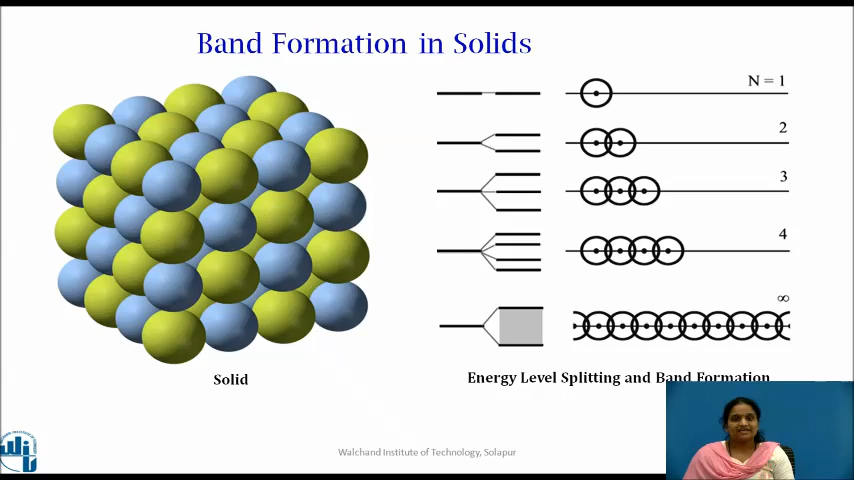 Band Formation in Solids
N = 1
2
3
4
∞
Solid
Energy Level Splitting and Band Formation
Walchand Institute of Technology, Solapur